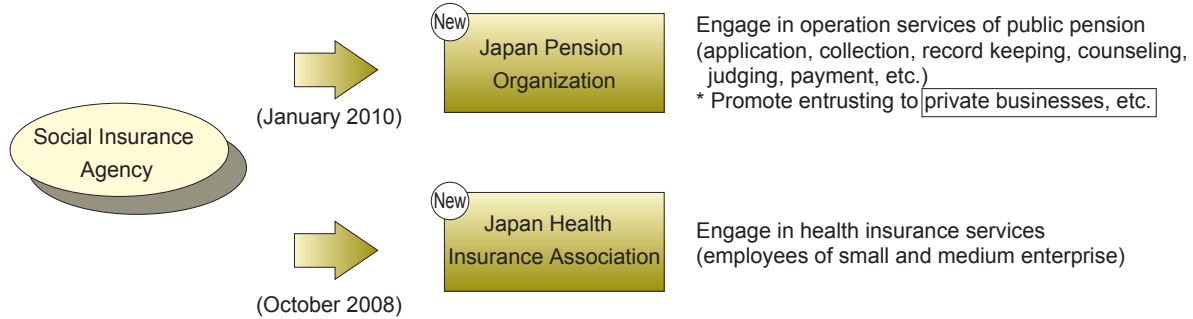 Social Insurance
Agency
(January 2010)
New
Japan Pension
Organization
Engage in operation services of public pension
(application, collection, record keeping, counseling,
judging, payment, etc.)
* Promote entrusting to private businesses, etc.
(October 2008)
New
Japan Health
Insurance Association
Engage in health insurance services
(employees of small and medium enterprise)